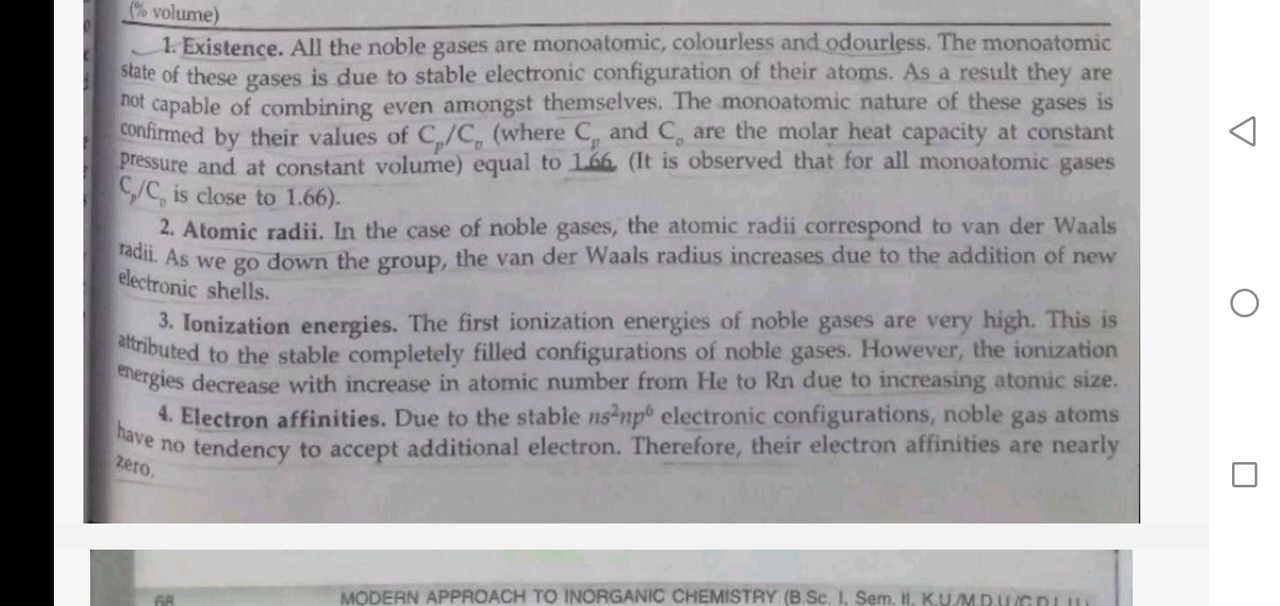 (% volume)
1. Existence. All the noble gases are monoatomic, colourless and odourless. The monoatomic
state of these gases is due to stable electronic configuration of their atoms. As a result they are
not capable of combining even amongst themselves. The monoatomic nature of these gases is
confirmed by their values of Cp/Cv (where Cp and Cv are the molar heat capacity at constant
pressure and at constant volume) equal to 1.66. (It is observed that for all monoatomic gases
Cp/Cv is close to 1.66).
2. Atomic radii. In the case of noble gases, the atomic radii correspond to van der Waals
radii. As we go down the group, the van der Waals radius increases due to the addition of new
electronic shells.
3. Ionization energies. The first ionization energies of noble gases are very high. This is
attributed to the stable completely filled configurations of noble gases. However, the ionization
energies decrease with increase in atomic number from He to Rn due to increasing atomic size.
4. Electron affinities. Due to the stable ns²np⁶ electronic configurations, noble gas atoms
have no tendency to accept additional electron. Therefore, their electron affinities are nearly
zero.
68 MODERN APPROACH TO INORGANIC CHEMISTRY (B.Sc. I, Sem. II, K.U./M.D.U./